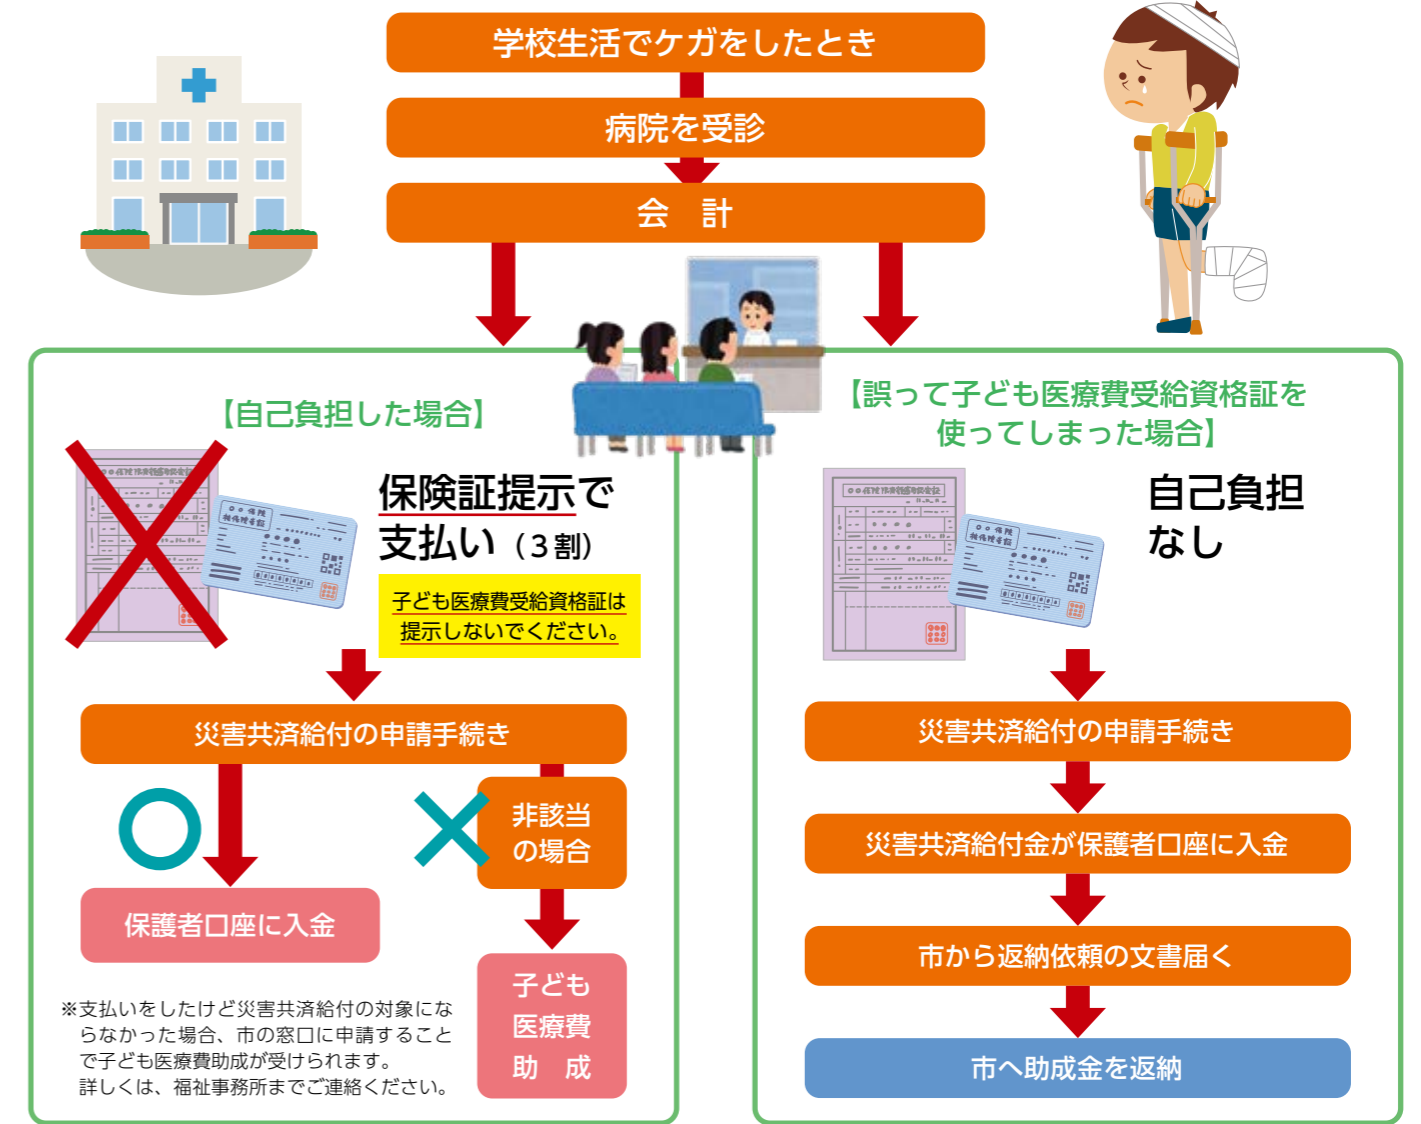 学校生活でケガをしたとき
病院を受診
会　計
【自己負担した場合】
保険証提示で
支払い（３割）
子ども医療費受給資格証は
提示しないでください。
災害共済給付の申請手続き
非該当
の場合
保護者口座に入金
子ども
医療費
助　成
※支払いをしたけど災害共済給付の対象にな
らなかった場合、市の窓口に申請すること
で子ども医療費助成が受けられます。
詳しくは、福祉事務所までご連絡ください。
【誤って子ども医療費受給資格証を
使ってしまった場合】
自己負担
なし
災害共済給付の申請手続き
災害共済給付金が保護者口座に入金
市から返納依頼の文書届く
市へ助成金を返納